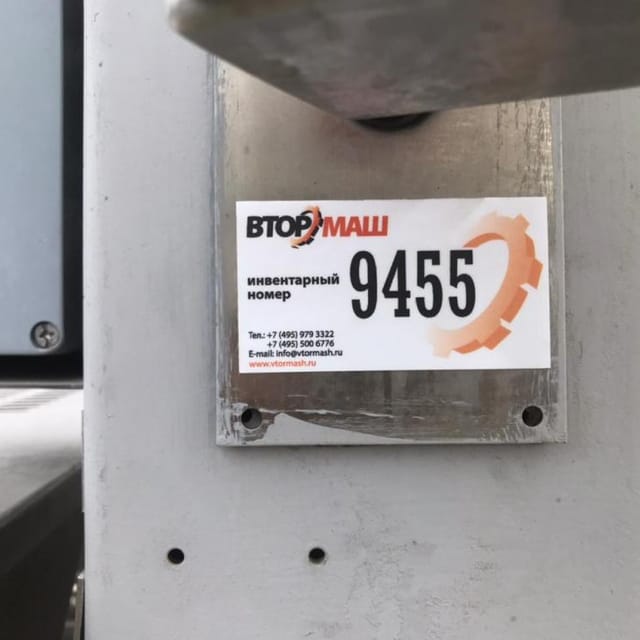 ВТОРМАШ
инвентарный
номер
9455
Тел.: +7 (495) 979 3322
+7 (495) 500 6776
E-mail: info@vtormash.ru
www.vtormash.ru